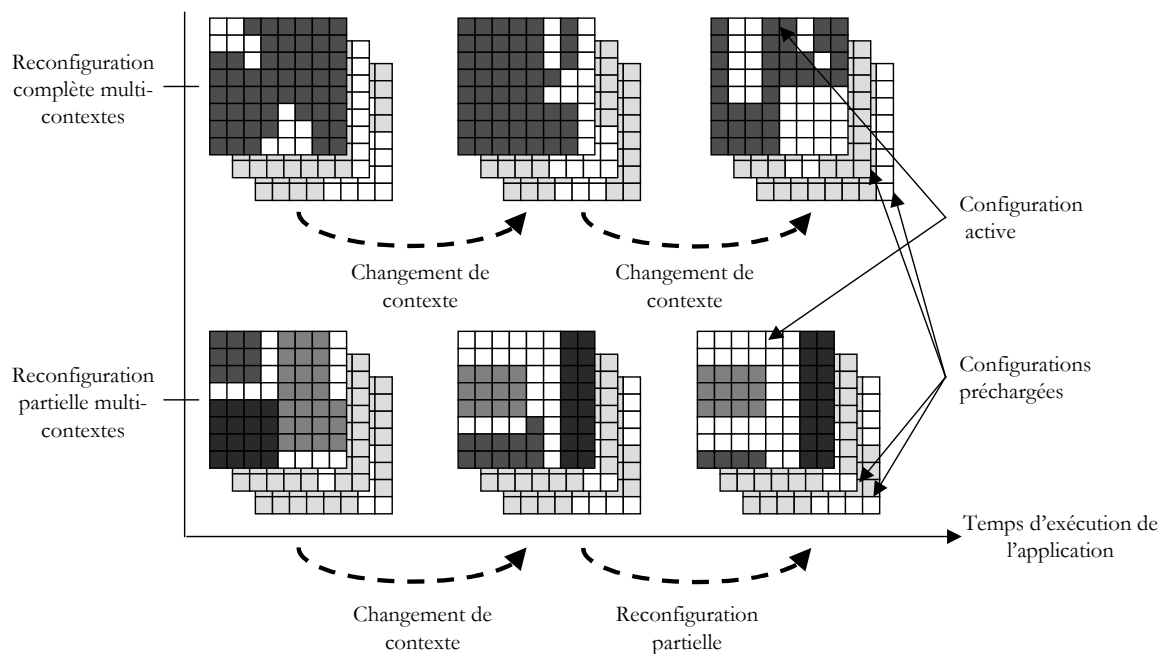 Reconfiguration
complète multi-
contextes
Configuration
active
Changement de
contexte
Changement de
contexte
Reconfiguration
partielle multi-
contextes
Configurations
préchargées
Temps d'exécution de
l'application
Changement de
contexte
Reconfiguration
partielle